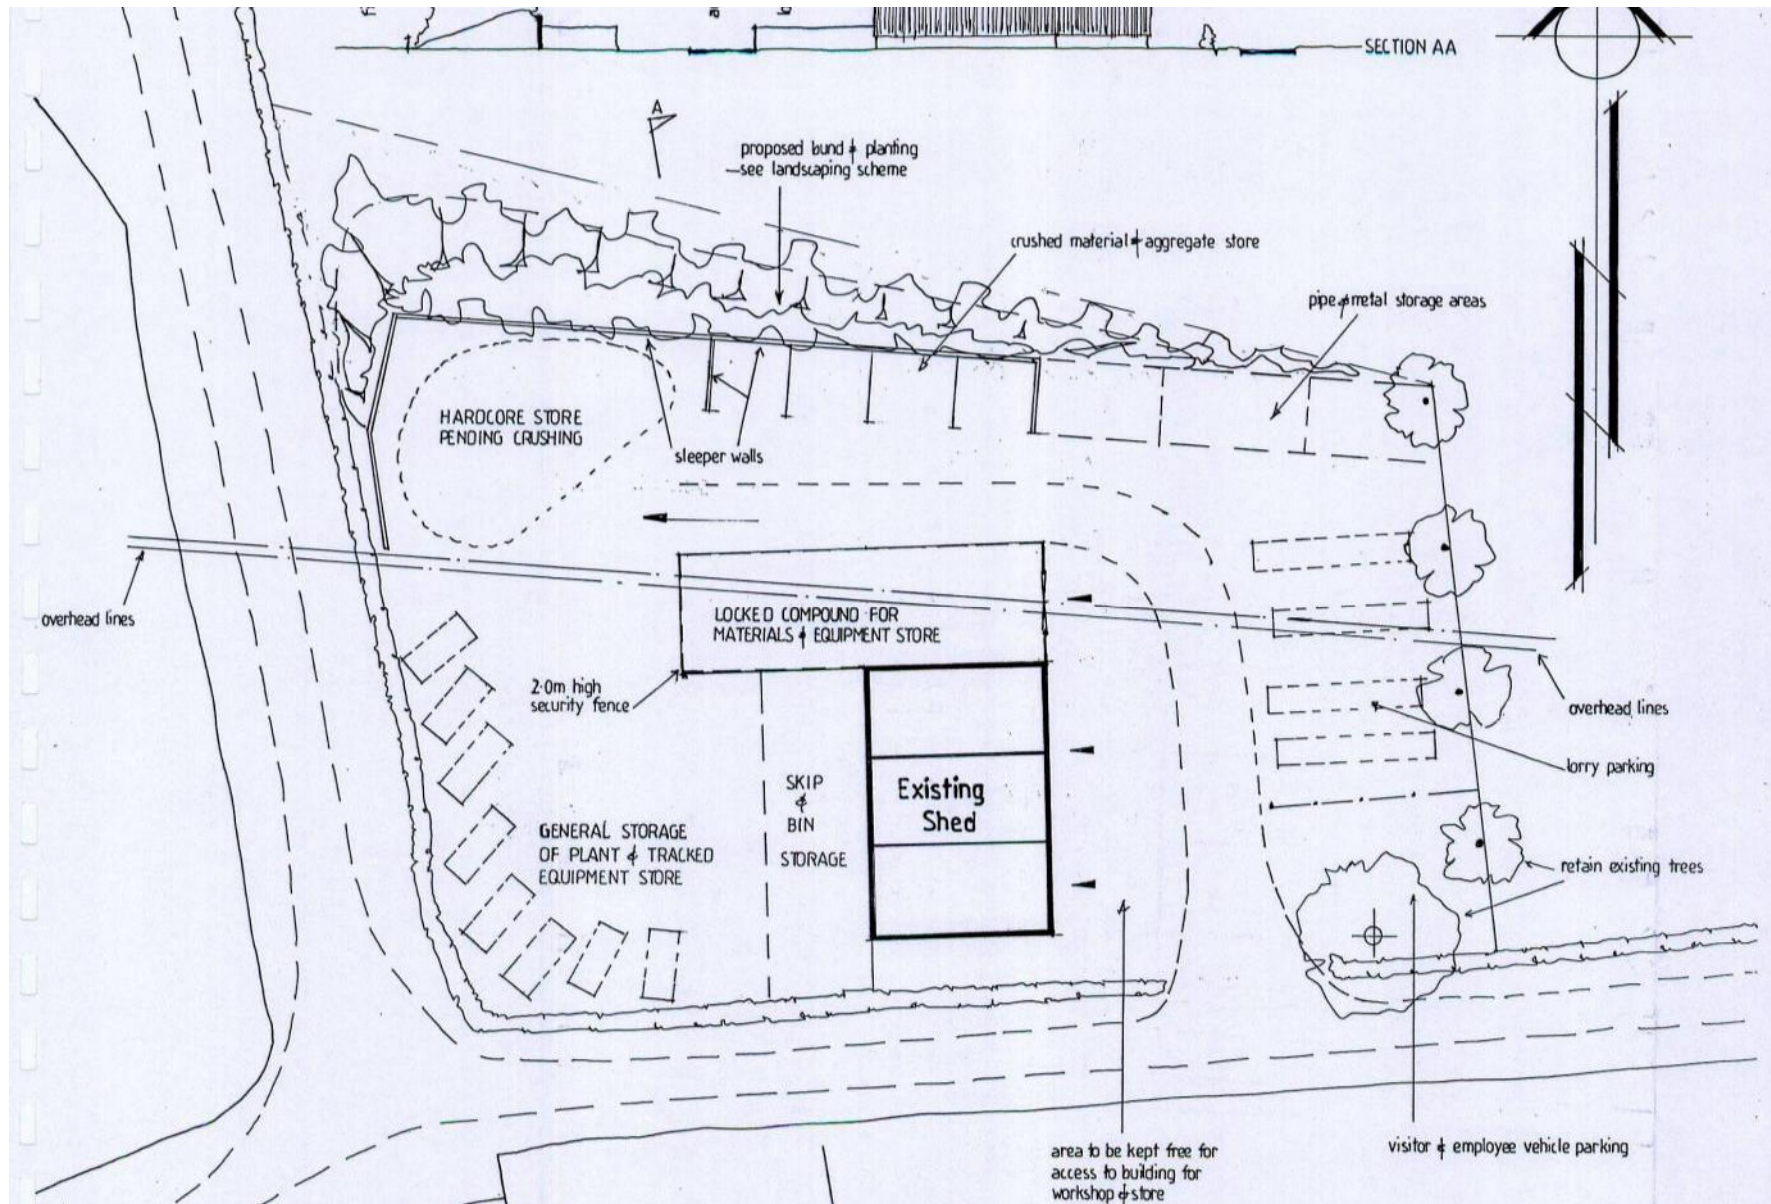 SECTION AA
A
proposed bund & planting
—see landscaping scheme
crushed material & aggregate store
pipe & metal storage areas
HARDCORE STORE
PENDING CRUSHING
sleeper walls
overhead lines
LOCKED COMPOUND FOR
MATERIALS & EQUIPMENT STORE
2·0m high
security fence
overhead lines
lorry parking
SKIP
&
BIN
STORAGE
Existing
Shed
GENERAL STORAGE
OF PLANT & TRACKED
EQUIPMENT STORE
retain existing trees
area to be kept free for
access to building for
workshop & store
visitor & employee vehicle parking